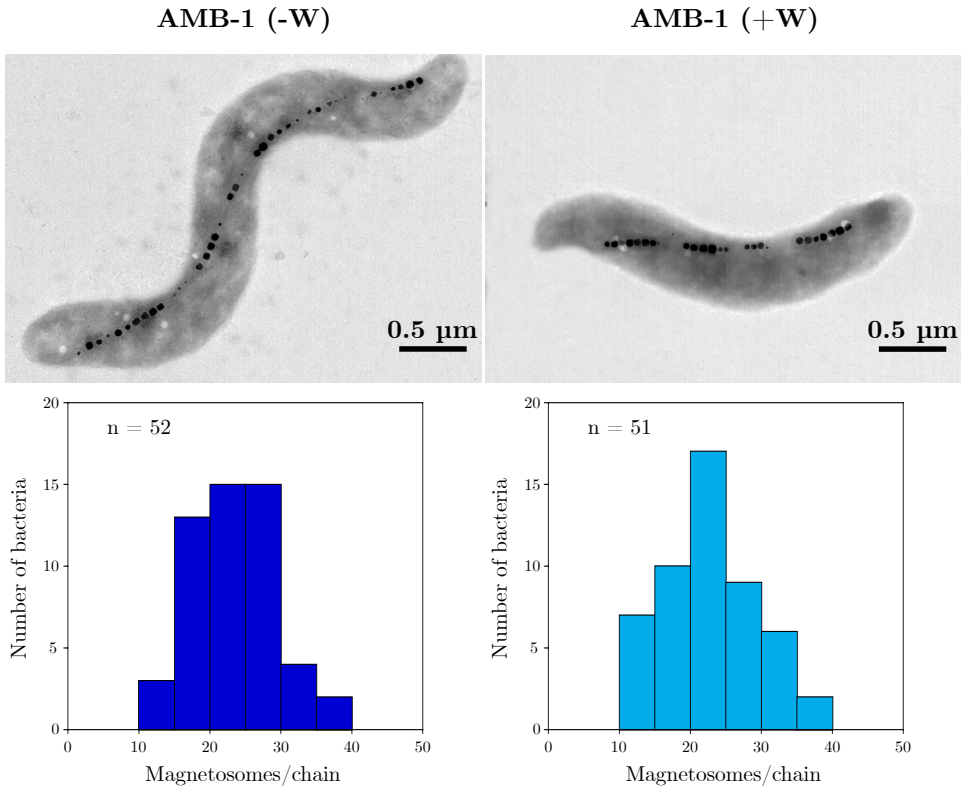 AMB-1 (-W)
AMB-1 (+W)
0.5 µm
0.5 µm
20
15
10
5
0
Number of bacteria
n = 52
0
10
20
30
40
50
Magnetosomes/chain
20
15
10
5
0
Number of bacteria
n = 51
0
10
20
30
40
50
Magnetosomes/chain